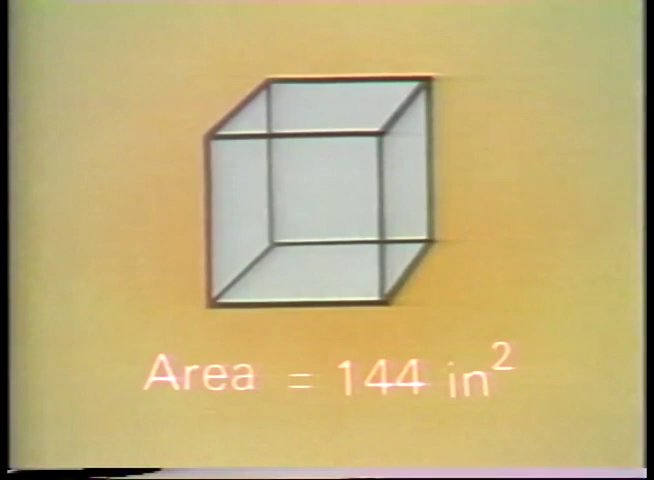 Area = 144 in²